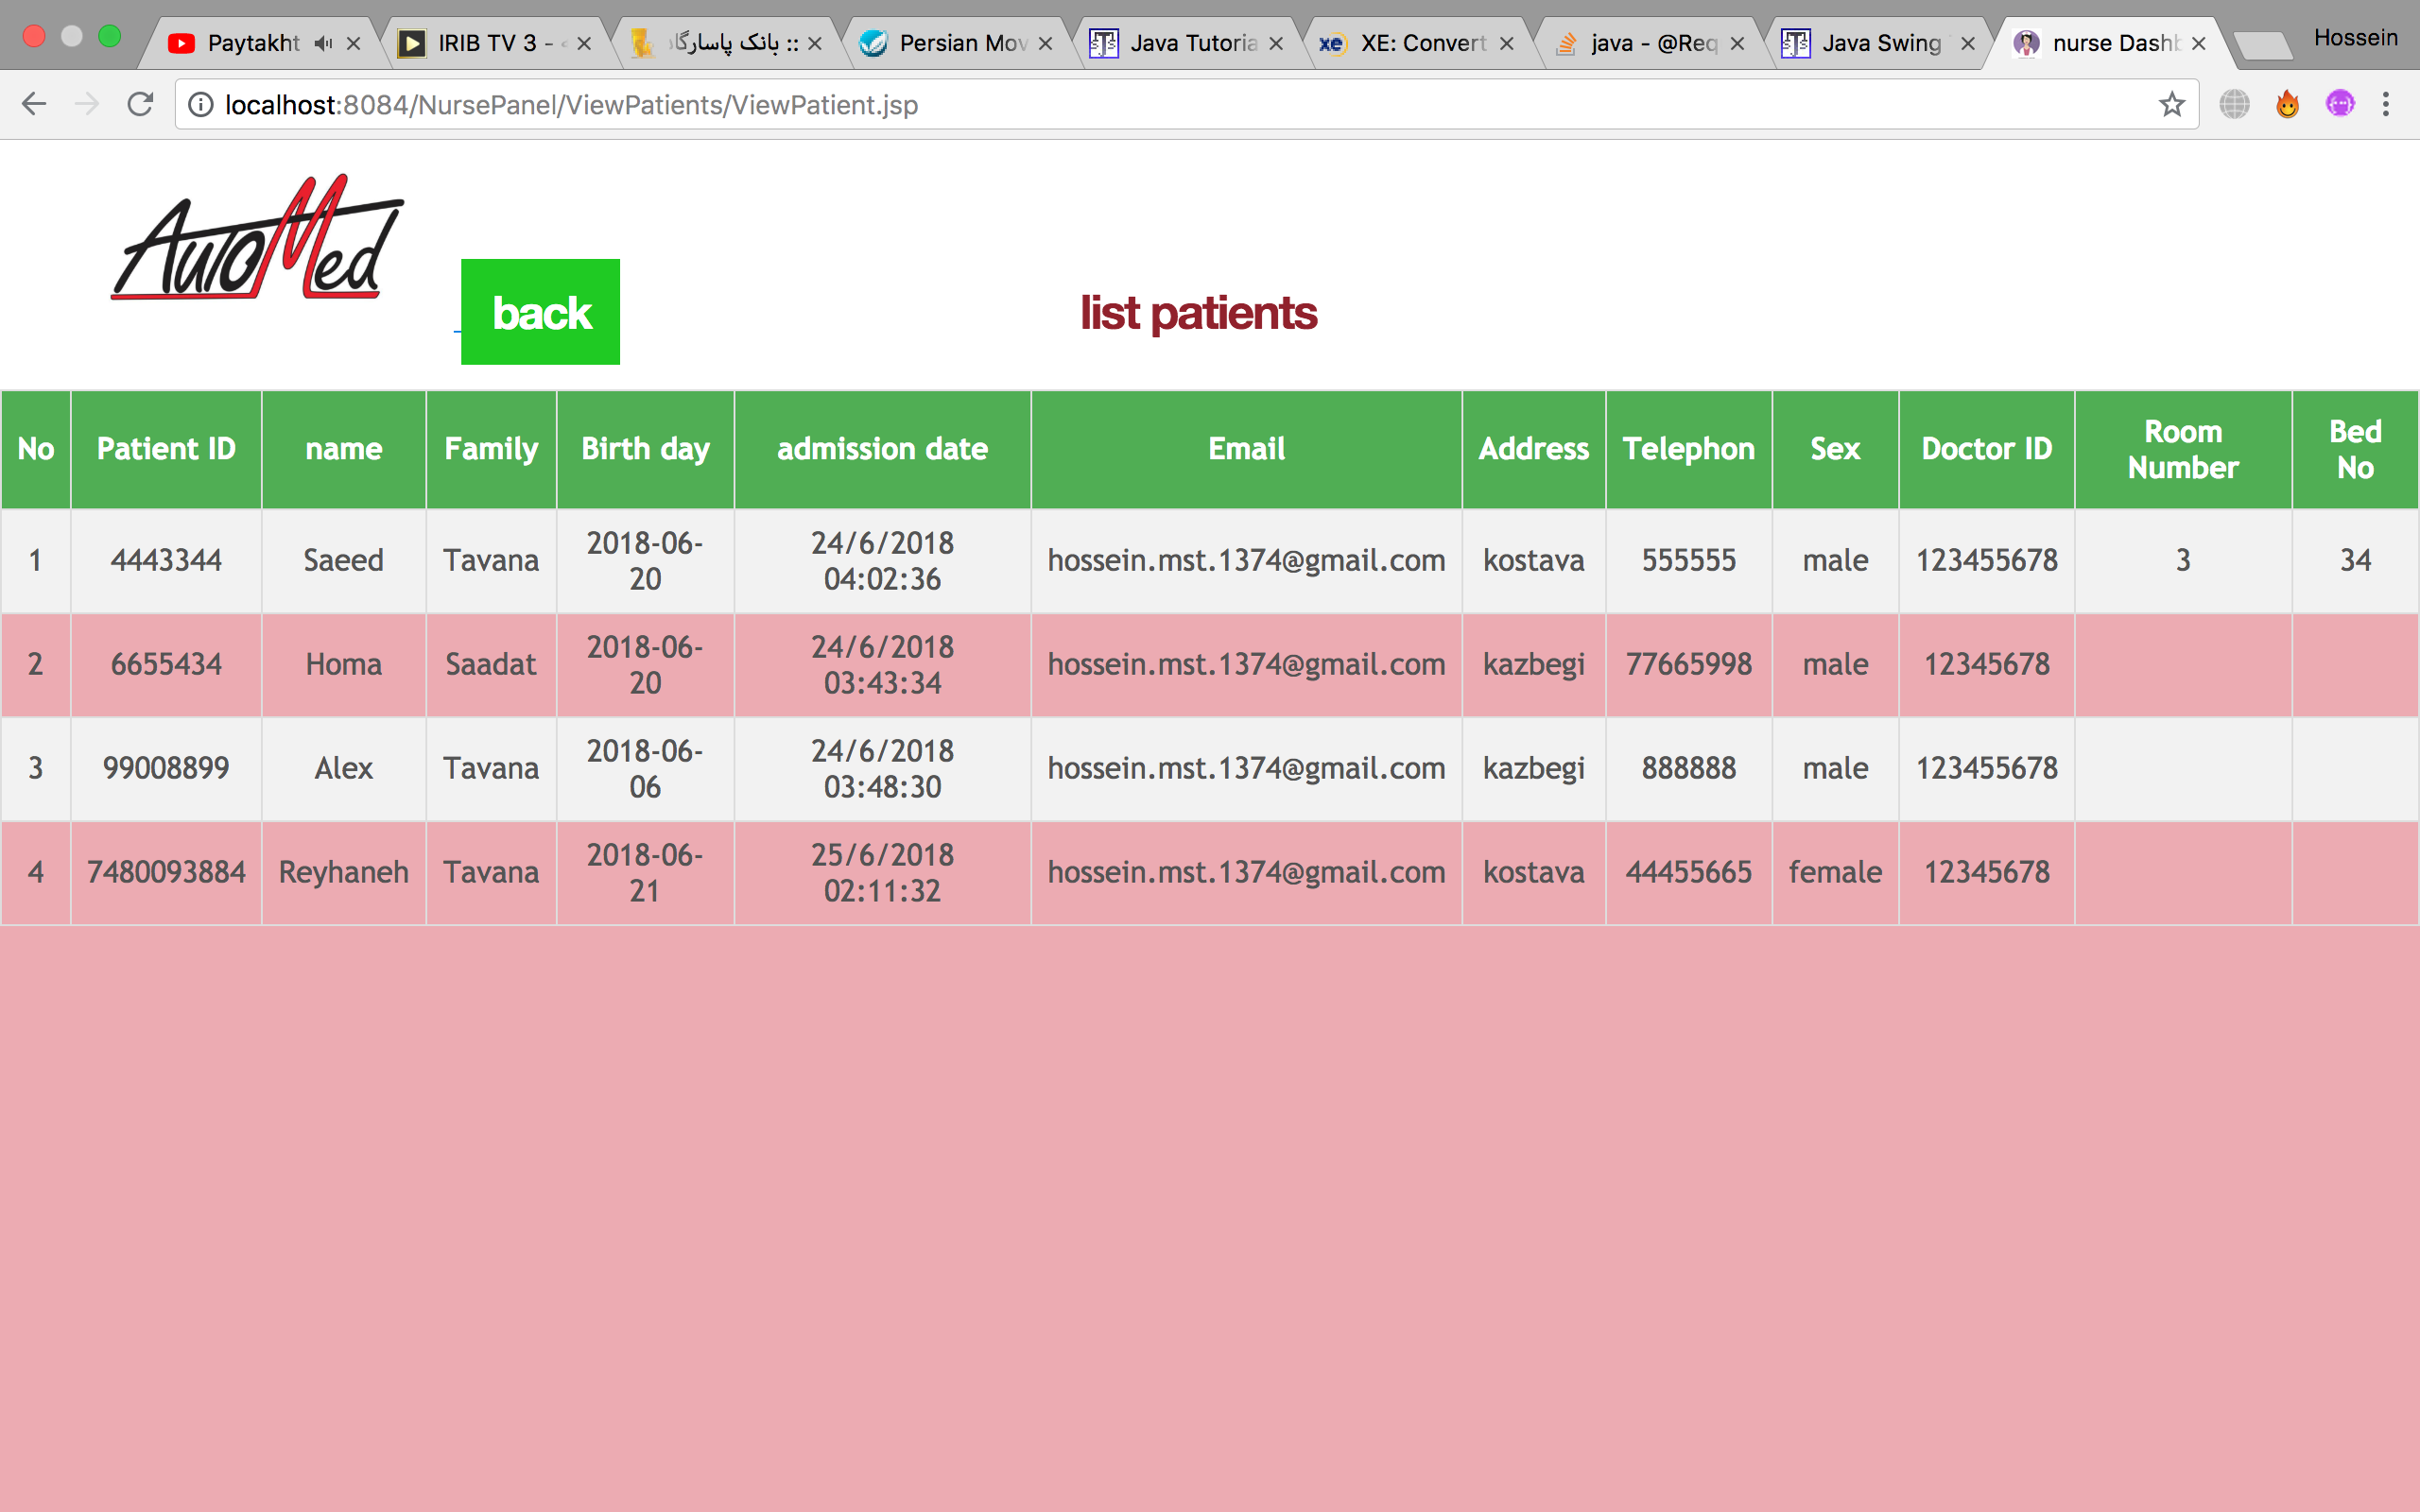 Paytakht
IRIB TV 3 -
بانک پاسارگاد ::
Persian Mov
Java Tutoria
XE: Convert
java - @Req
Java Swing
nurse Dashb
Hossein
localhost:8084/NursePanel/ViewPatients/ViewPatient.jsp
AutoMed
back
list patients
No Patient ID name Family Birth day admission date Email Address Telephon Sex Doctor ID Room Number Bed No
1 4443344 Saeed Tavana 2018-06-20 24/6/2018 04:02:36 hossein.mst.1374@gmail.com kostava 555555 male 123455678 3 34
2 6655434 Homa Saadat 2018-06-20 24/6/2018 03:43:34 hossein.mst.1374@gmail.com kazbegi 77665998 male 12345678
3 99008899 Alex Tavana 2018-06-06 24/6/2018 03:48:30 hossein.mst.1374@gmail.com kazbegi 888888 male 123455678
4 7480093884 Reyhaneh Tavana 2018-06-21 25/6/2018 02:11:32 hossein.mst.1374@gmail.com kostava 44455665 female 12345678